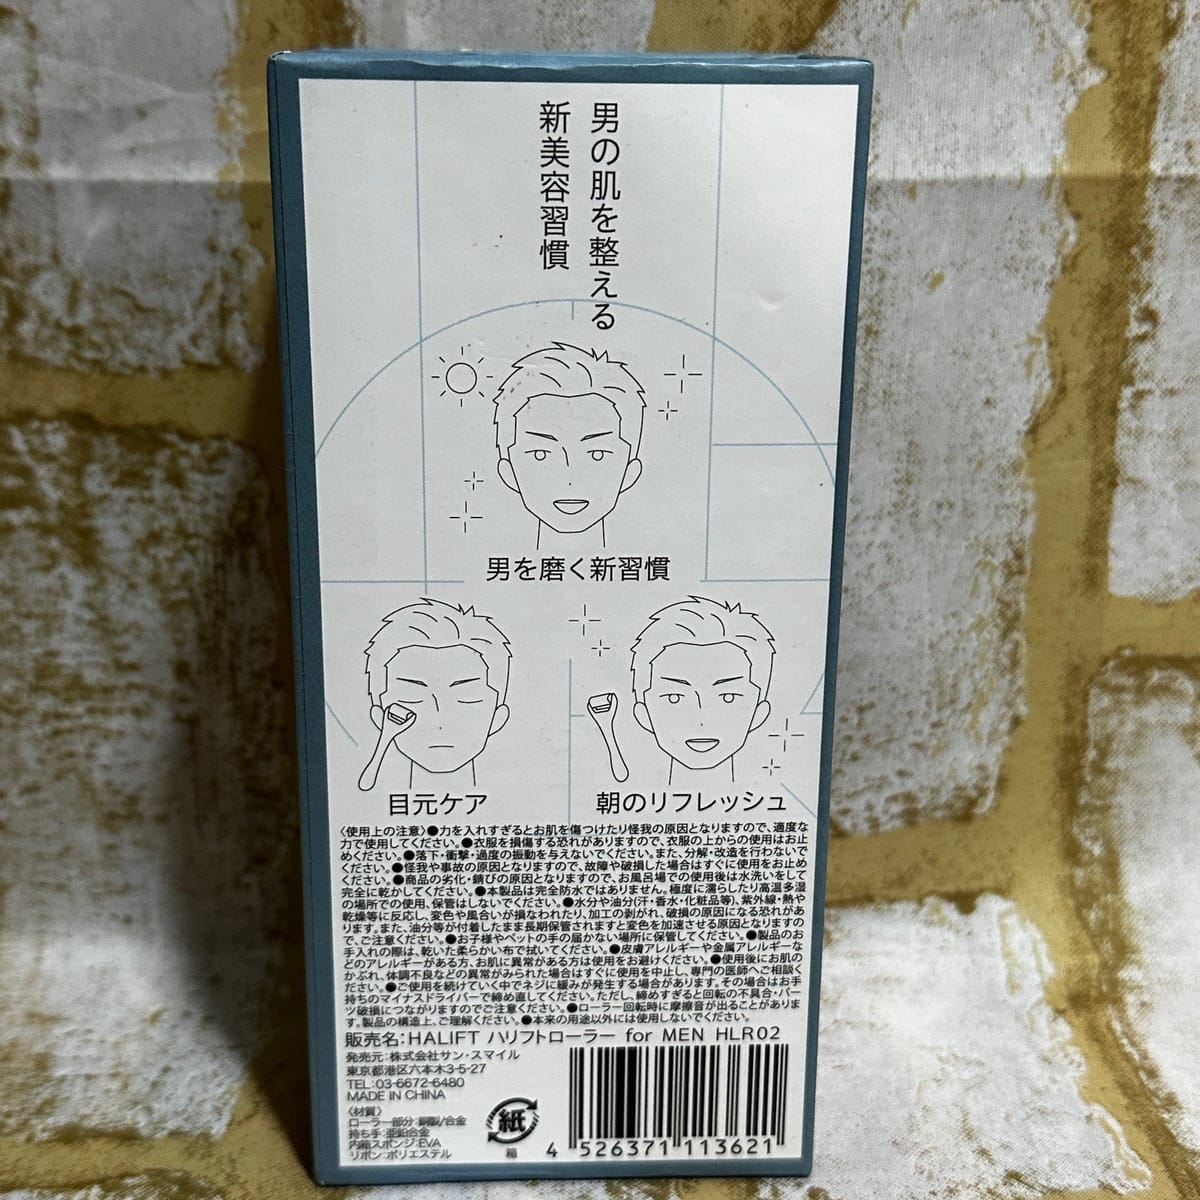 男の肌を整える
新美容習慣
男を磨く新習慣
目元ケア
朝のリフレッシュ
〈使用上の注意〉●力を入れすぎるとお肌を傷つけたり怪我の原因となりますので、適度な
力で使用してください。●衣服を損傷する恐れがありますので、衣服の上からの使用はお止
めください。●落下・衝撃・過度の振動を与えないでください。また、分解・改造を行わないで
ください。●怪我や事故の原因となりますので、故障や破損した場合はすぐに使用をお止め
ください。●商品の劣化・錆びの原因となりますので、お風呂場での使用後は水洗いをして
完全に乾かしてください。●本製品は完全防水ではありません。極度に濡らしたり高温多湿
の場所での使用、保管はしないでください。●水分や油分(汗・香水・化粧品等)、紫外線・熱や
乾燥等に反応し、変色や風合いが損なわれたり、加工の剥がれ、破損の原因になる恐れがあ
ります。また、油分等が付着したまま長期保管されますと変色を加速させる原因となりますの
で、ご注意ください。●お子様やペットの手の届かない場所に保管してください。●製品のお
手入れの際は、乾いた柔らかい布で拭いてください。●皮膚アレルギーや金属アレルギーな
どのアレルギーがある方、お肌に異常がある方は使用をお避けください。●使用後にお肌の
かぶれ、体調不良などの異常がみられた場合はすぐに使用を中止し、専門の医師へご相談く
ださい。●ご使用を続けていく中でネジに緩みが発生する場合があります。その場合はお手
持ちのマイナスドライバーで締め直してください。ただし、締めすぎると回転の不具合・パー
ツ破損につながりますのでご注意ください。●ローラー回転時に摩擦音が出ることがありま
す。製品の構造上、ご理解ください。●本来の用途以外には使用しないでください。
販売名:HALIFT ハリフトローラー for MEN HLR02
発売元:株式会社サン・スマイル
東京都港区六本木3-5-27
TEL:03-6672-6480
MADE IN CHINA
〈材質〉
ローラー部分:銅製/合金
持ち手:亜鉛合金
内箱スポンジ:EVA
リボン:ポリエステル
紙
箱
4 526371 113621